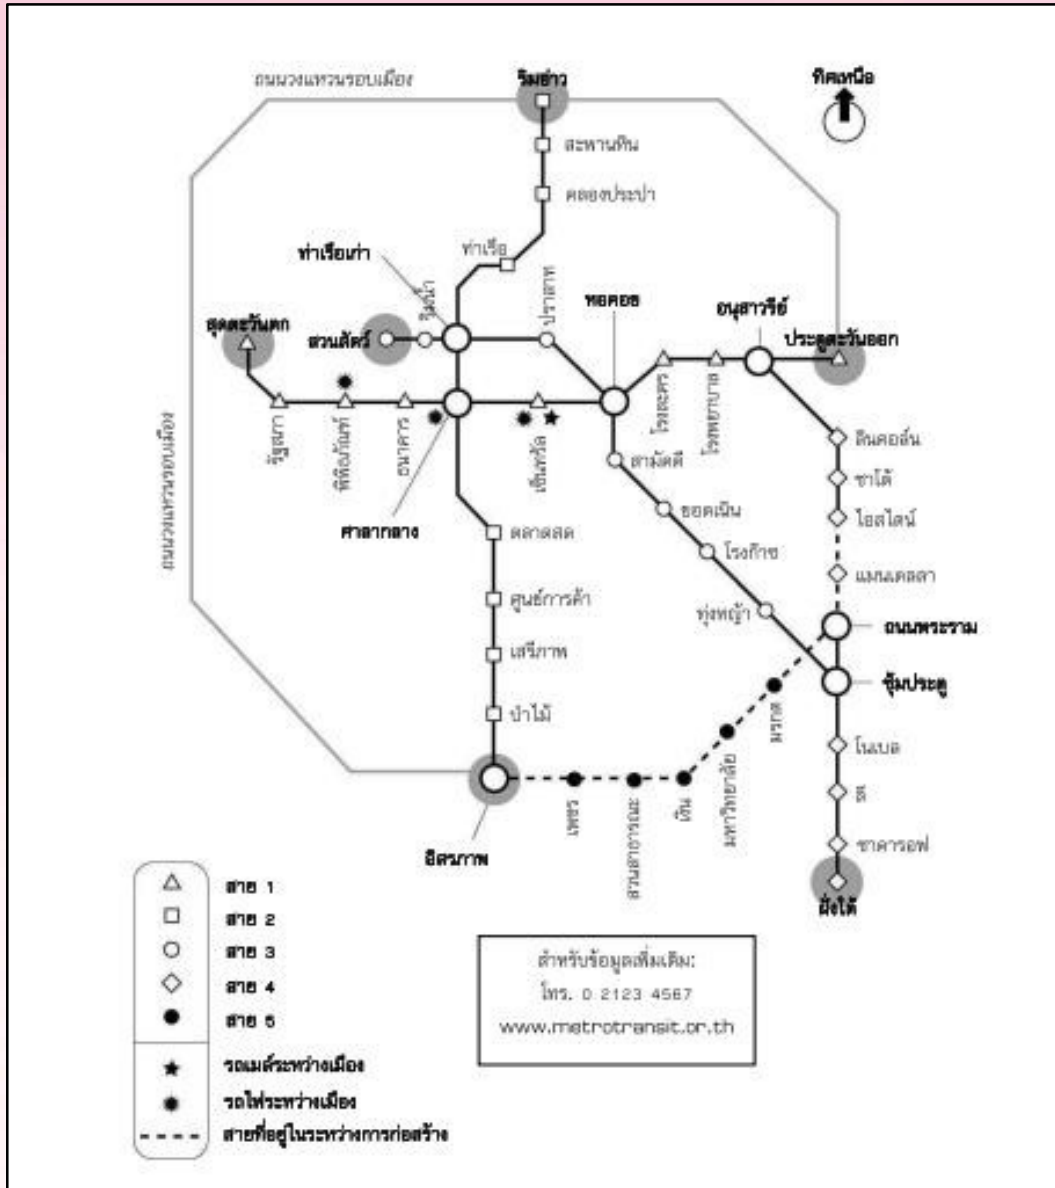 ถนนวงแหวนรอบเมือง
ริมอ่าว
ทิศเหนือ
สะพานหิน
คลองประปา
ท่าเรือเก่า
ท่าเรือ
ริมน้ำ
ปราสาท
หอคอย
อนุสาวรีย์
สุดตะวันตก
สวนสัตว์
ประตูตะวันออก
โรงละคร
โรงพยาบาล
ถนนวงแหวนรอบเมือง
รัฐสภา
พิพิธภัณฑ์
ธนาคาร
เซ็นทรัล
ลินคอล์น
สามัคคี
ซาโต้
ศาลากลาง
ตลาดสด
ยอดเนิน
ไอสไตน์
โรงก๊าซ
แมนเดลลา
ศูนย์การค้า
ทุ่งหญ้า
ถนนพระราม
เสรีภาพ
ซุ้มประตู
มรกต
ป่าไม้
โนเบล
มหาวิทยาลัย
เพชร
สวนสาธารณะ
เงิน
ซาคารอฟ
อิสรภาพ
ฝั่งใต้
สาย 1
สาย 2
สาย 3
สาย 4
สาย 5
รถเมล์ระหว่างเมือง
รถไฟระหว่างเมือง
สายที่อยู่ในระหว่างการก่อสร้าง
สำหรับข้อมูลเพิ่มเติม:
โทร. 0 2123 4567
www.metrotransit.or.th